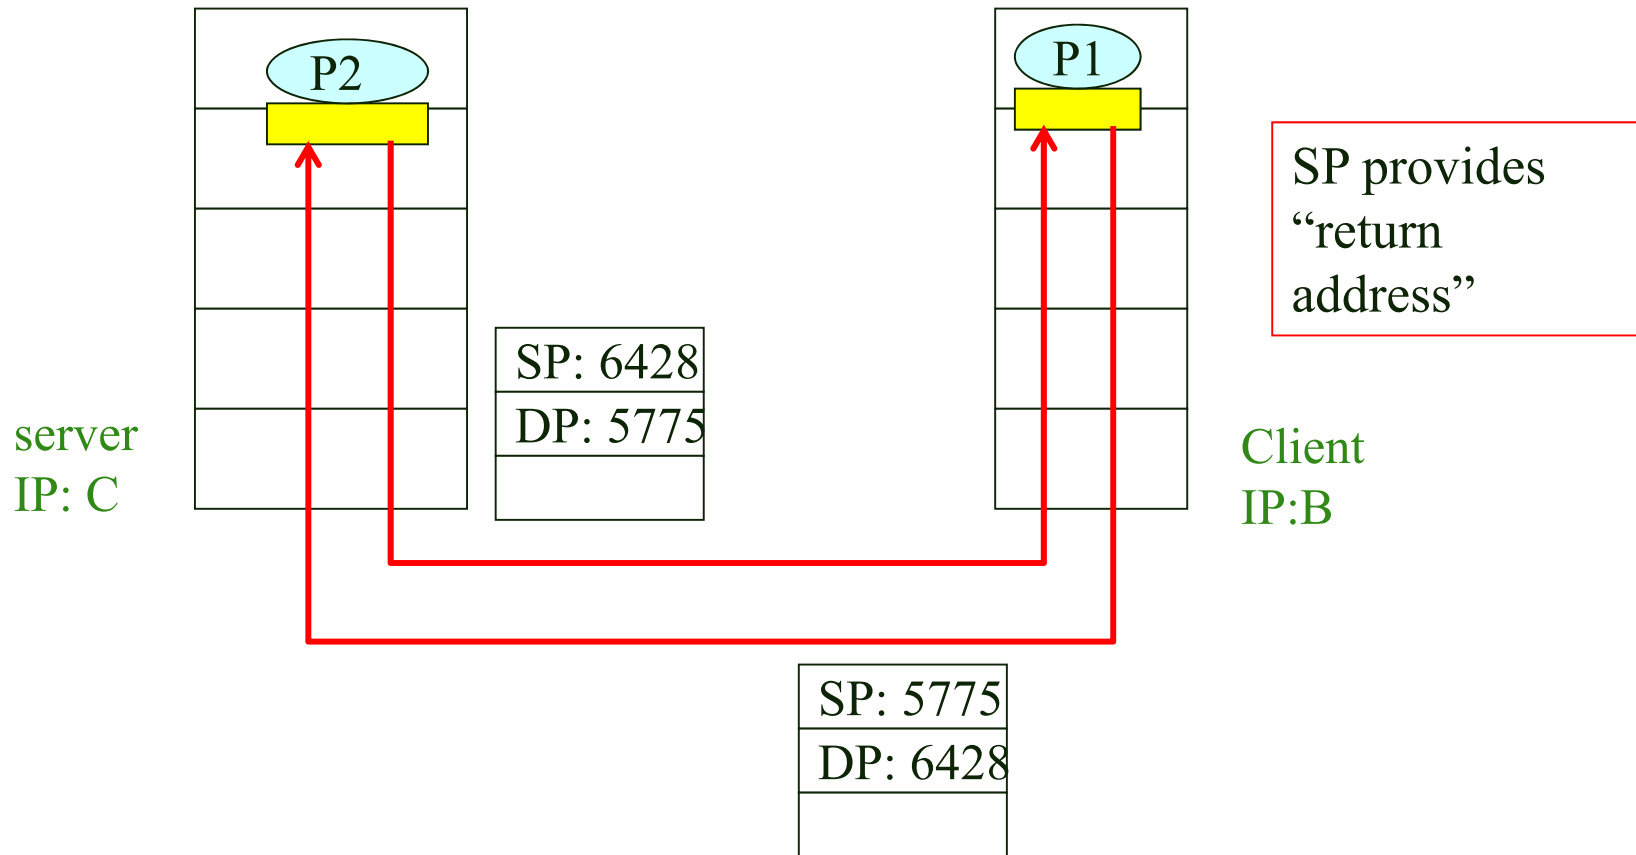 P2
P1
SP provides
“return
address”
SP: 6428
DP: 5775
server
IP: C
Client
IP:B
SP: 5775
DP: 6428